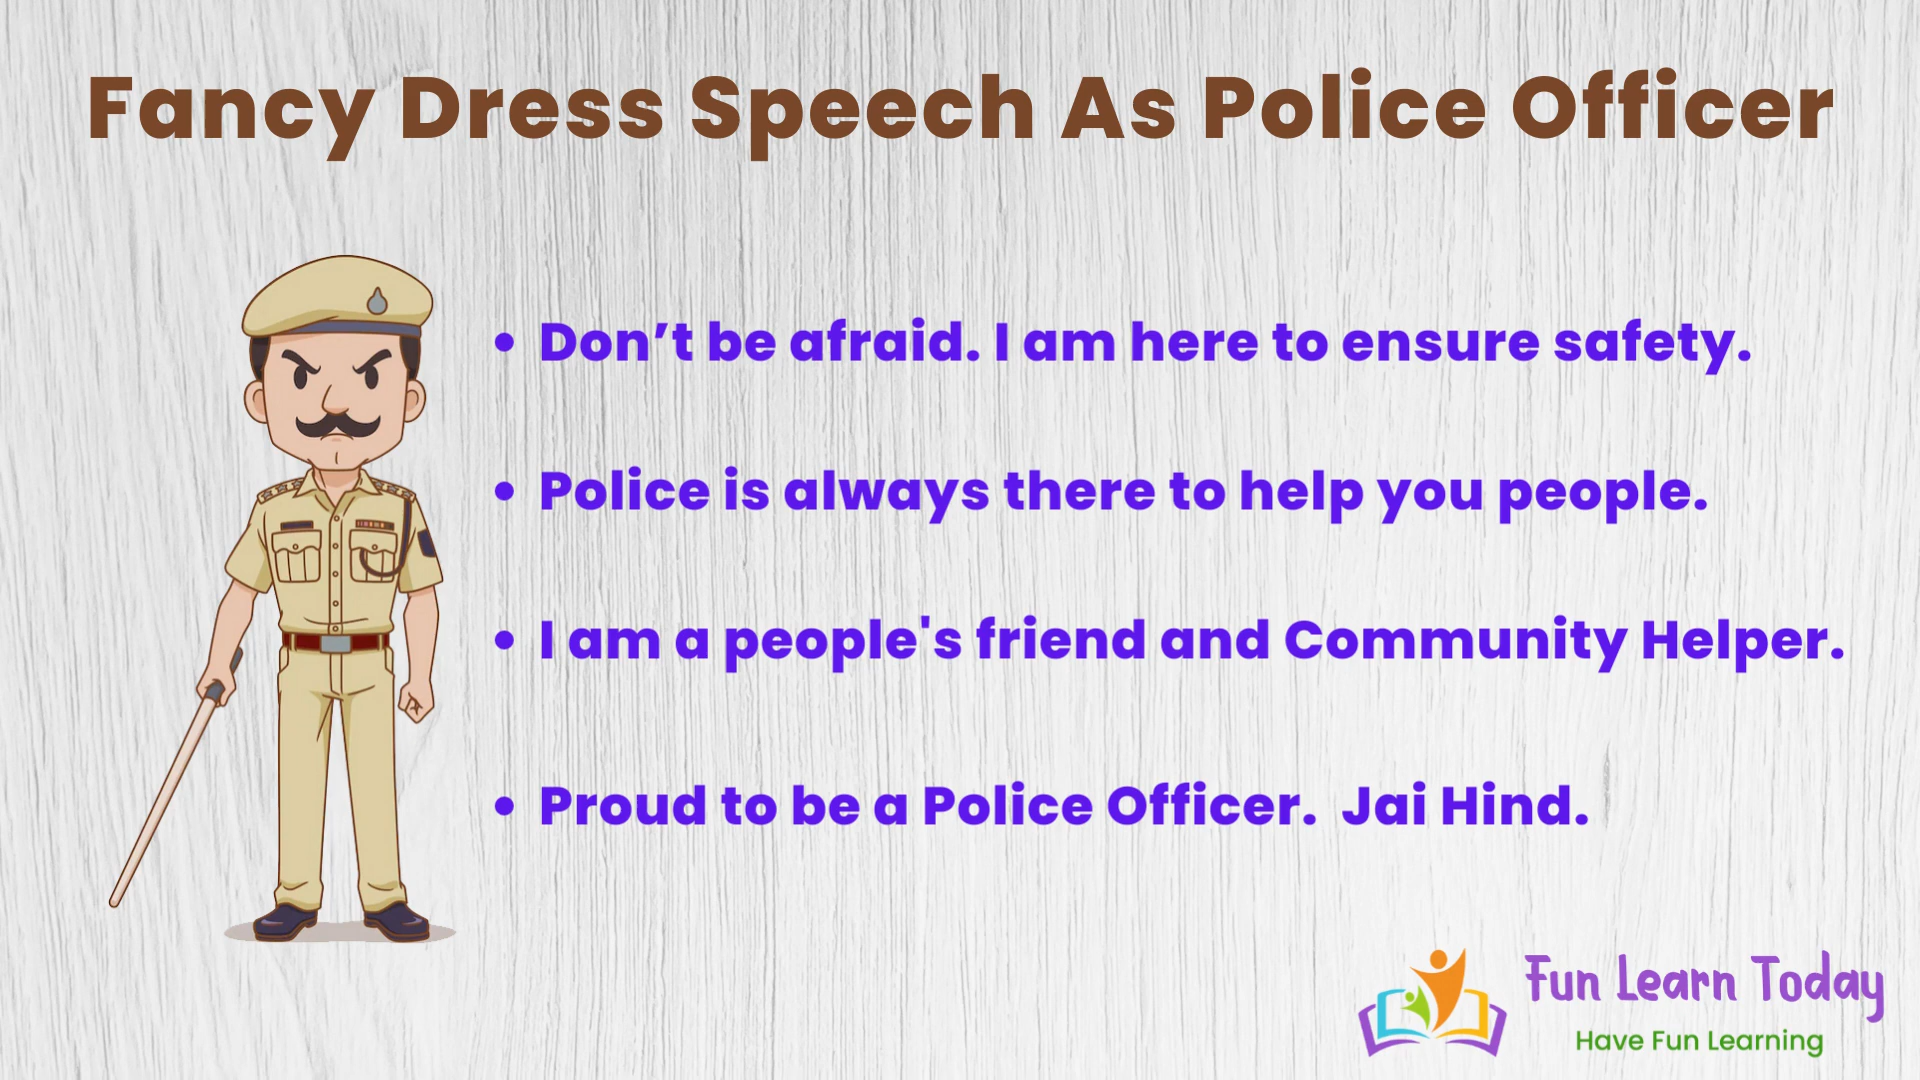 Fancy Dress Speech As Police Officer
• Don’t be afraid. I am here to ensure safety.
• Police is always there to help you people.
• I am a people's friend and Community Helper.
• Proud to be a Police Officer.  Jai Hind.
Fun Learn Today
Have Fun Learning